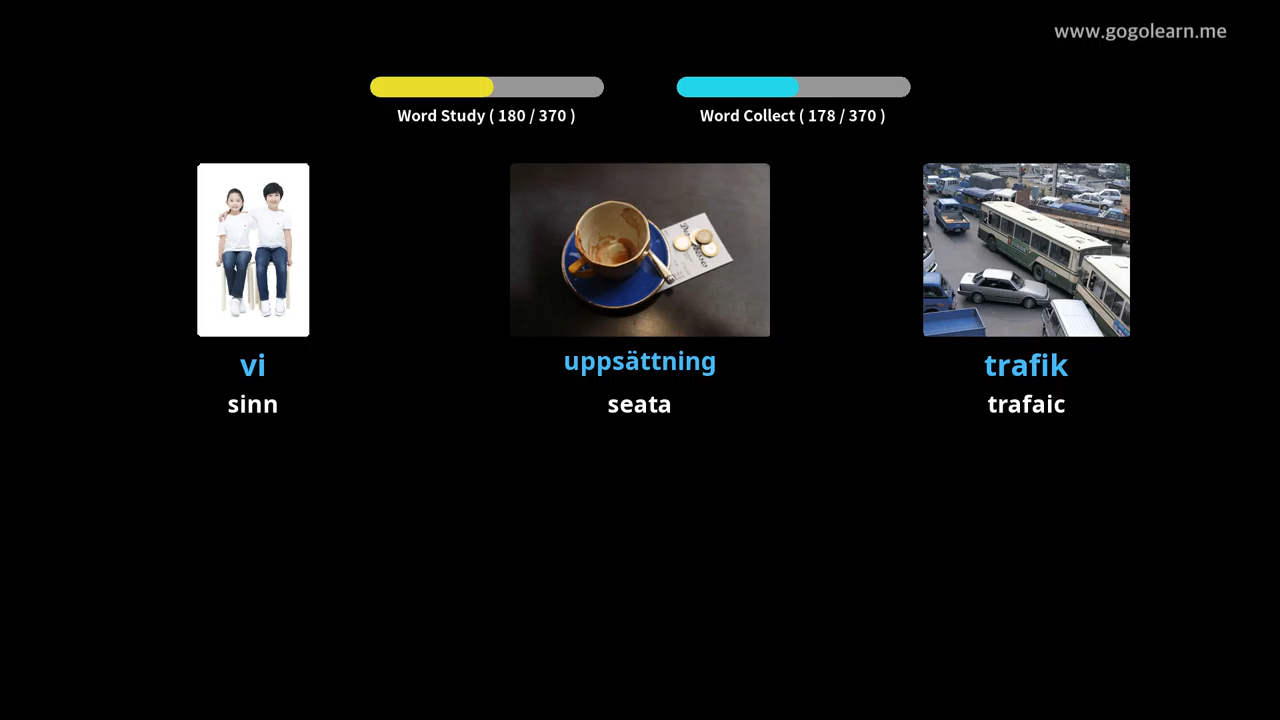 www.gogolearn.me
Word Study ( 180 / 370 )
Word Collect ( 178 / 370 )
vi
uppsättning
trafik
sinn
seata
trafaic